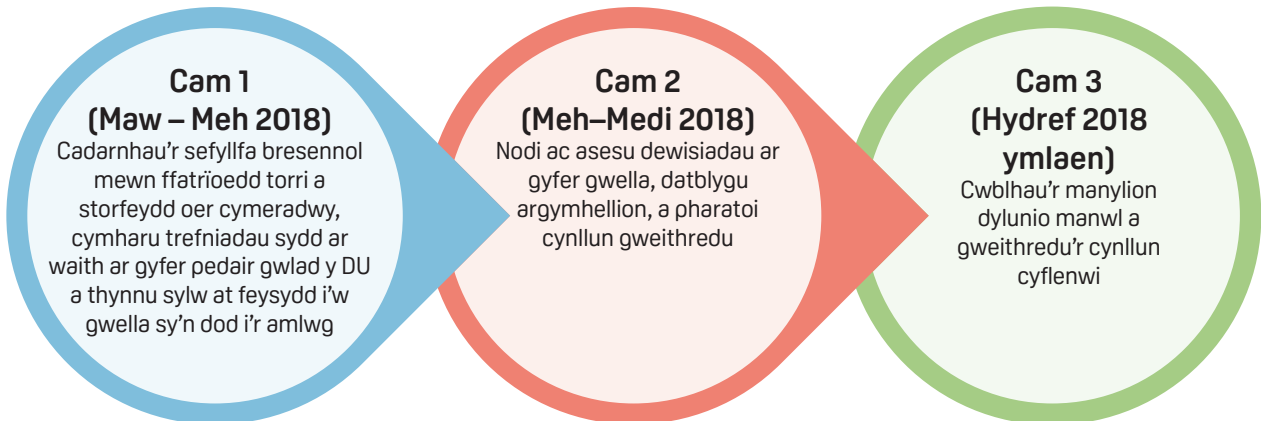 Cam 1
(Maw – Meh 2018)
Cadarnhau'r sefyllfa bresennol
mewn ffatrïoedd torri a
storfeydd oer cymeradwy,
cymharu trefniadau sydd ar
waith ar gyfer pedair gwlad y DU
a thynnu sylw at feysydd i'w
gwella sy'n dod i'r amlwg
Cam 2
(Meh–Medi 2018)
Nodi ac asesu dewisiadau ar
gyfer gwella, datblygu
argymhellion, a pharatoi
cynllun gweithredu
Cam 3
(Hydref 2018
ymlaen)
Cwblhau'r manylion
dylunio manwl a
gweithredu'r cynllun
cyflenwi